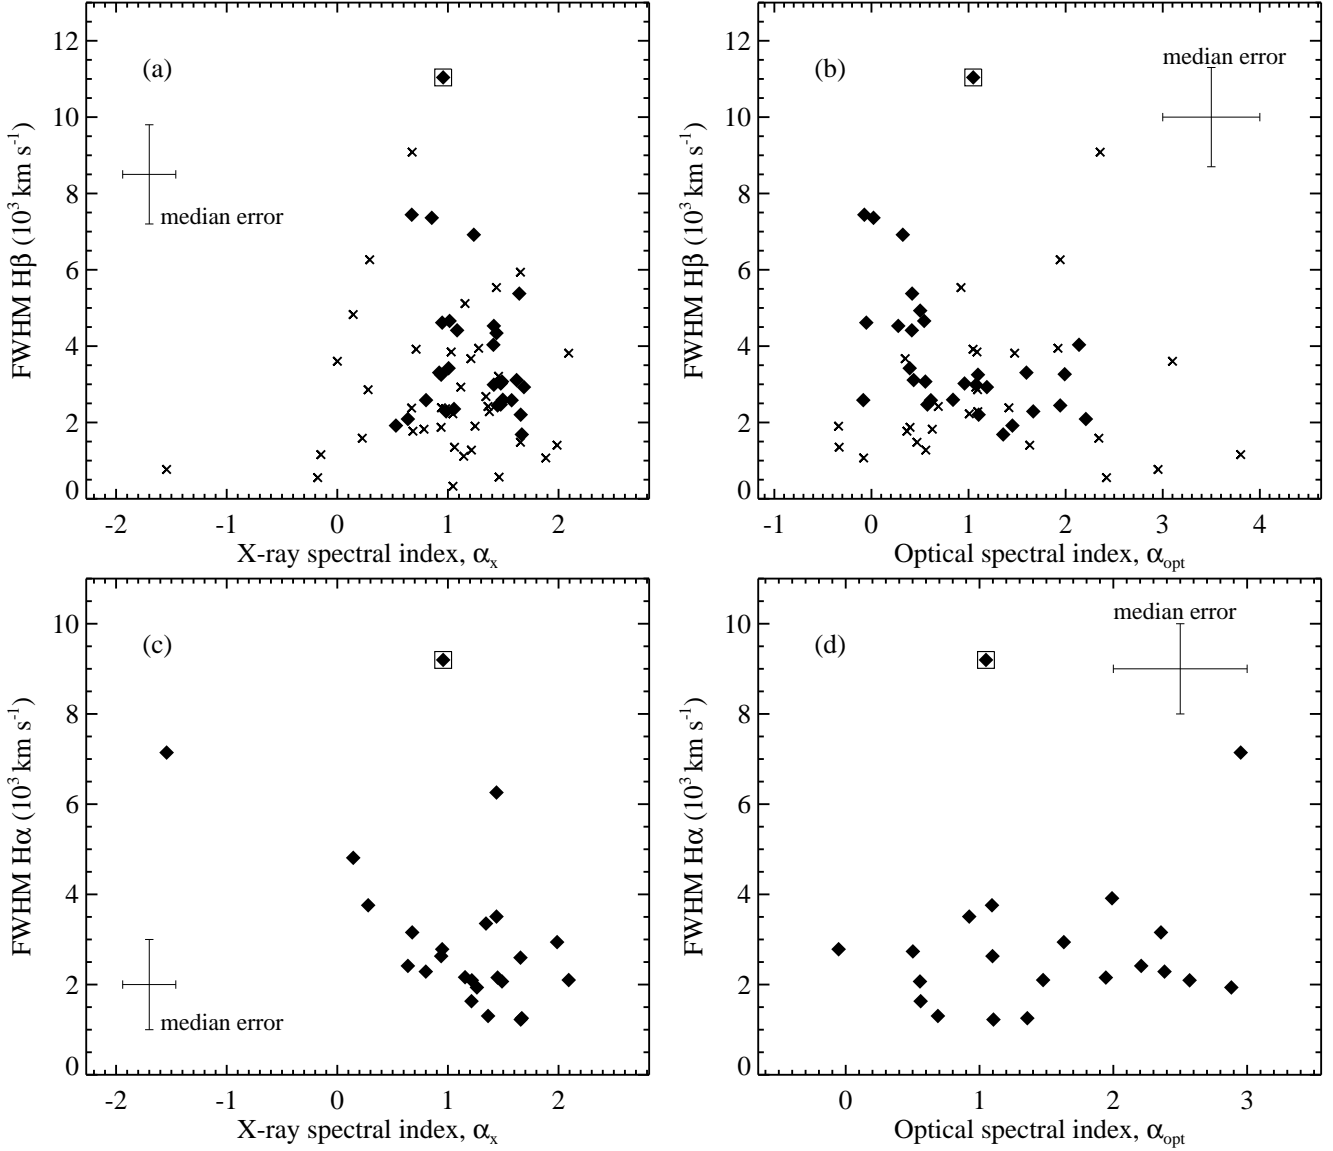 12
10
8
6
4
2
0
FWHM Hβ (10³ km s⁻¹)
(a)
median error
-2
-1
0
1
2
X-ray spectral index, αₓ
12
10
8
6
4
2
0
FWHM Hβ (10³ km s⁻¹)
(b)
median error
-1
0
1
2
3
4
Optical spectral index, α_opt
10
8
6
4
2
0
FWHM Hα (10³ km s⁻¹)
(c)
median error
-2
-1
0
1
2
X-ray spectral index, αₓ
10
8
6
4
2
0
FWHM Hα (10³ km s⁻¹)
(d)
median error
0
1
2
3
Optical spectral index, α_opt